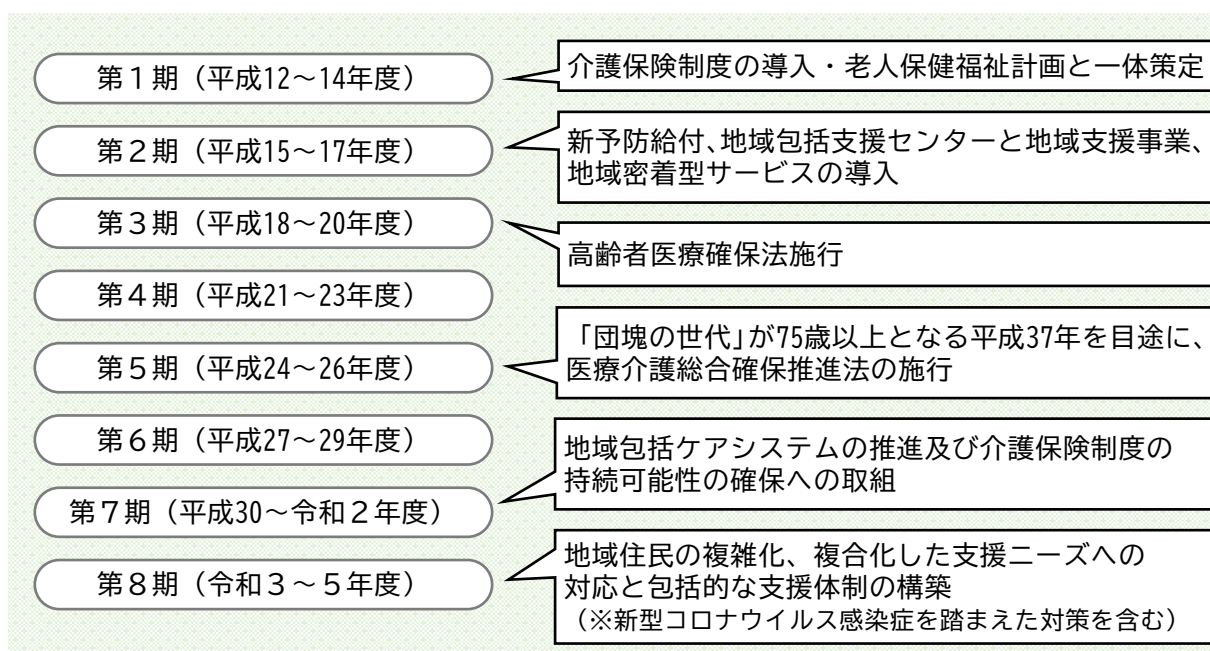 第１期（平成12～14年度）
介護保険制度の導入・老人保健福祉計画と一体策定
第２期（平成15～17年度）
新予防給付、地域包括支援センターと地域支援事業、
地域密着型サービスの導入
第３期（平成18～20年度）
高齢者医療確保法施行
第４期（平成21～23年度）
第５期（平成24～26年度）
「団塊の世代」が75歳以上となる平成37年を目途に、
医療介護総合確保推進法の施行
第６期（平成27～29年度）
第７期（平成30～令和２年度）
地域包括ケアシステムの推進及び介護保険制度の
持続可能性の確保への取組
第８期（令和３～５年度）
地域住民の複雑化、複合化した支援ニーズへの
対応と包括的な支援体制の構築
（※新型コロナウイルス感染症を踏まえた対策を含む）